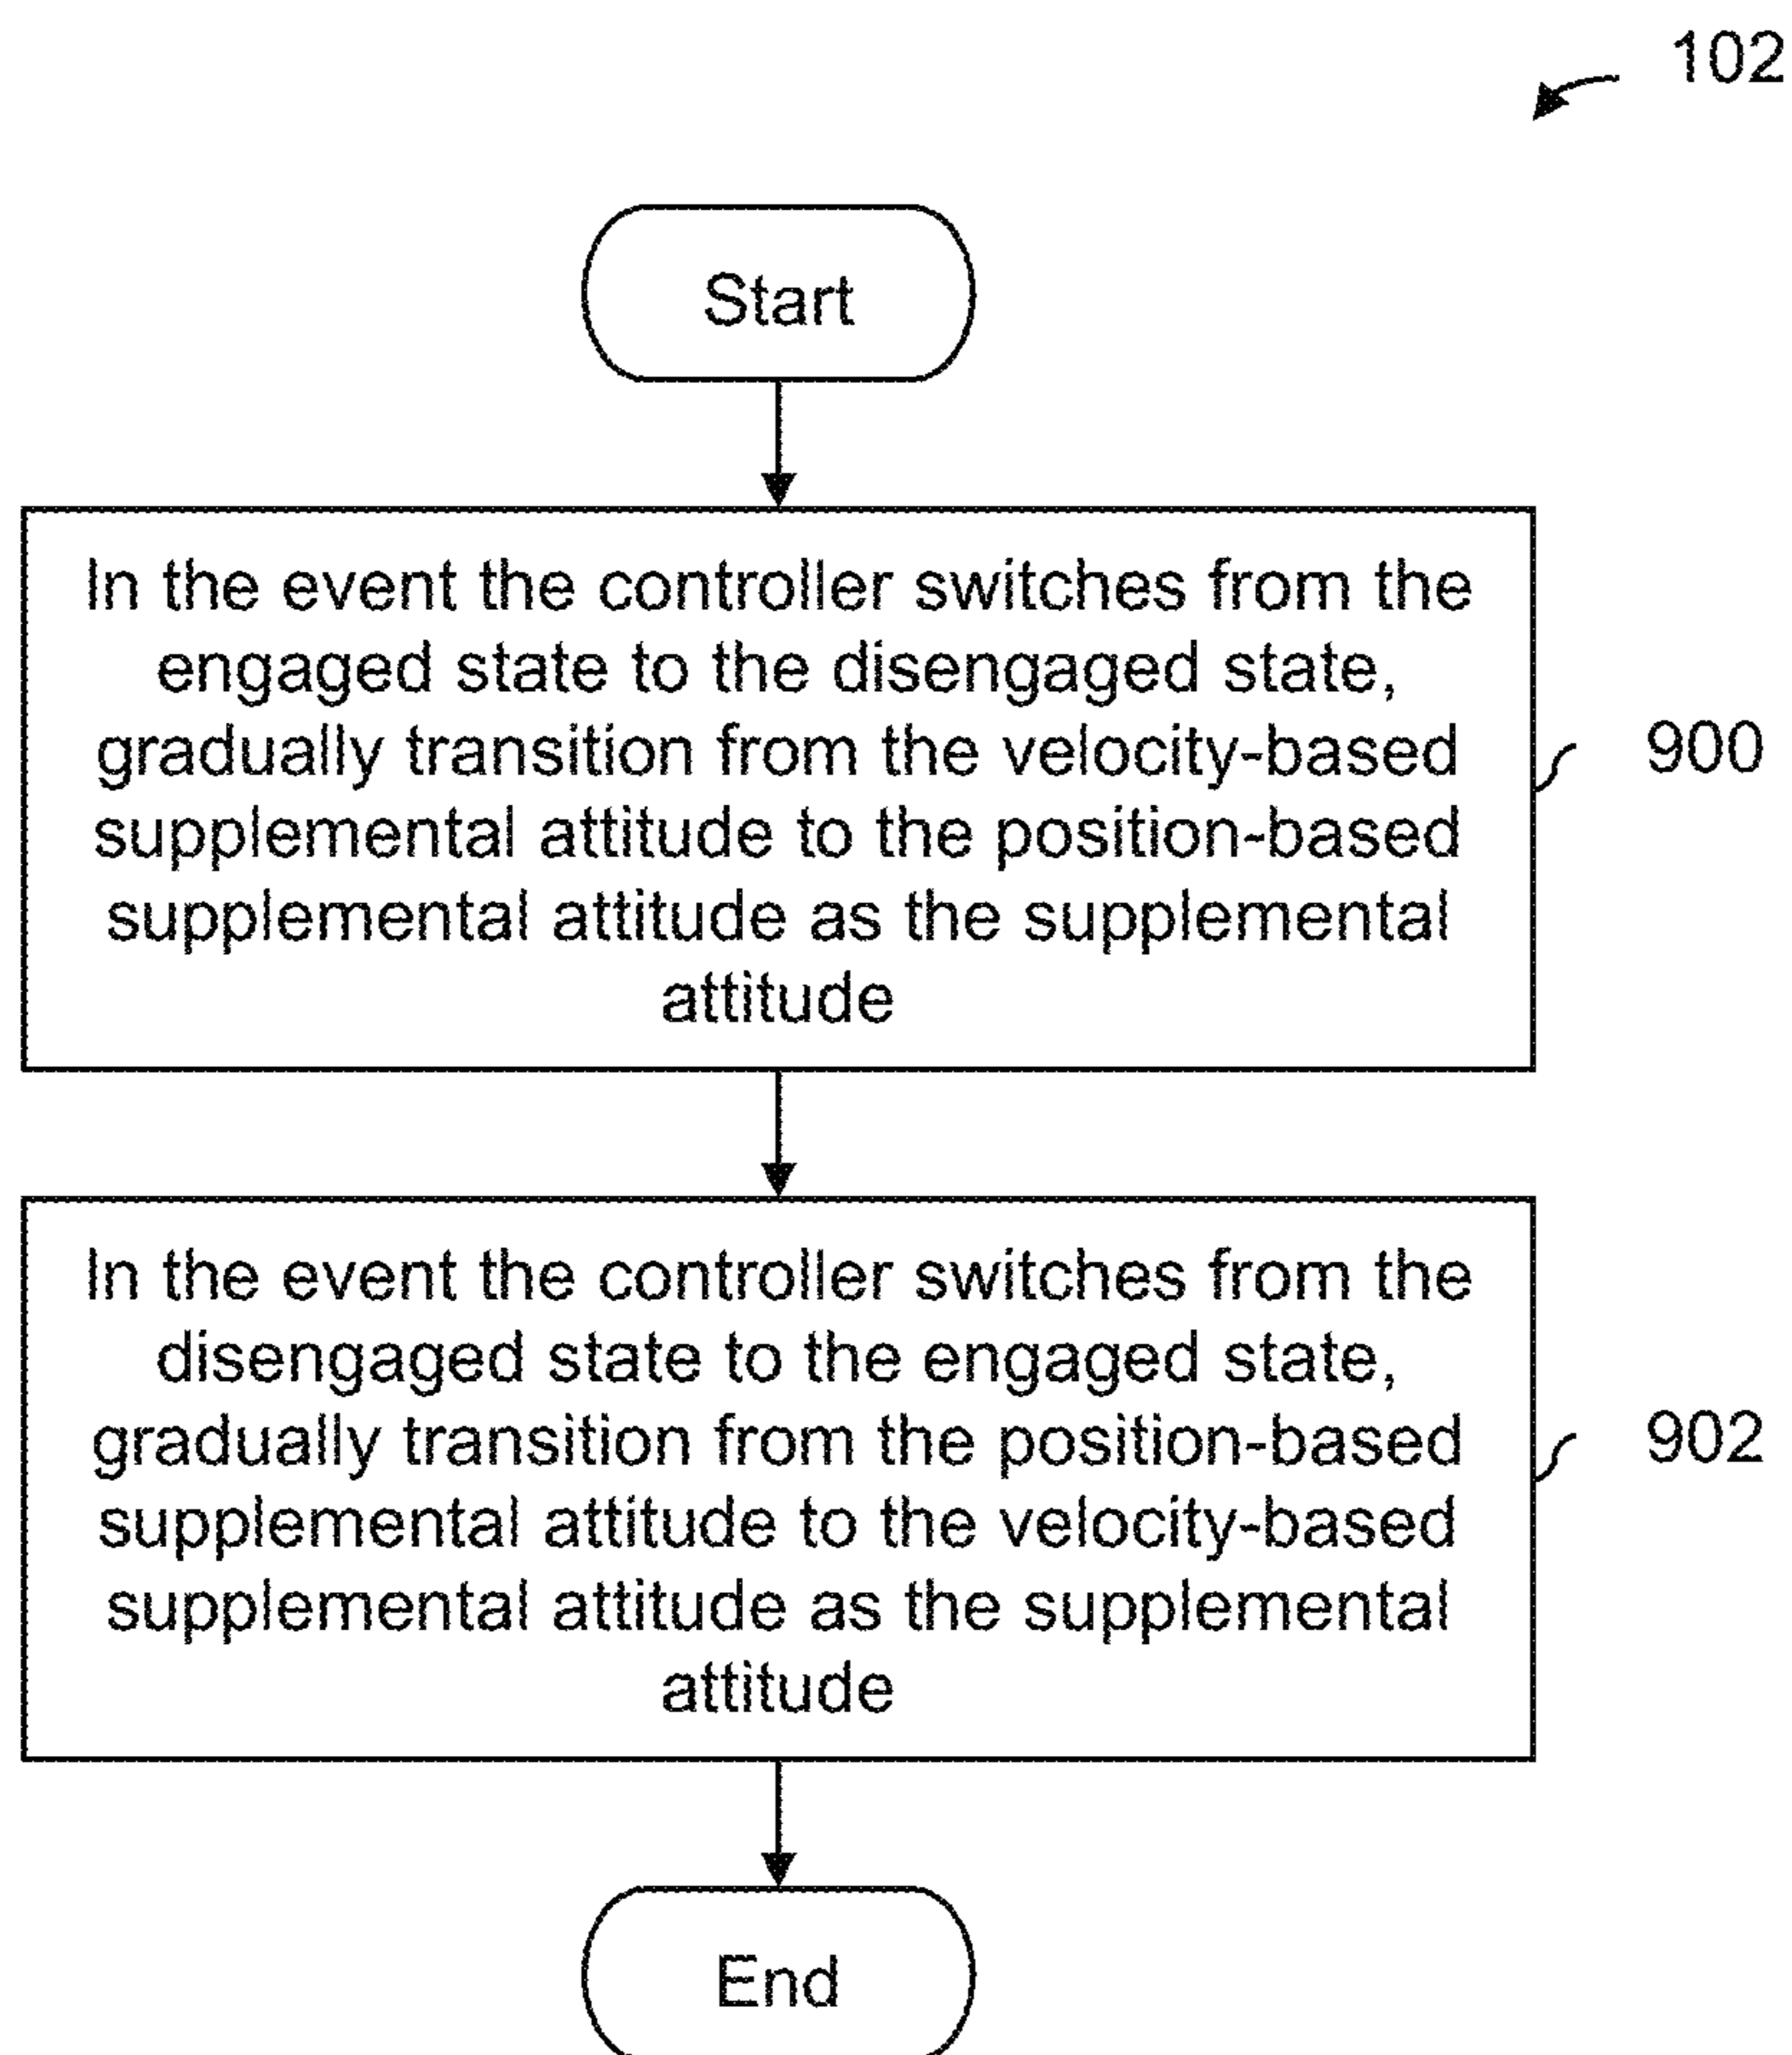 102
Start
In the event the controller switches from the
engaged state to the disengaged state,
gradually transition from the velocity-based
supplemental attitude to the position-based
supplemental attitude as the supplemental
attitude
900
In the event the controller switches from the
disengaged state to the engaged state,
gradually transition from the position-based
supplemental attitude to the velocity-based
supplemental attitude as the supplemental
attitude
902
End